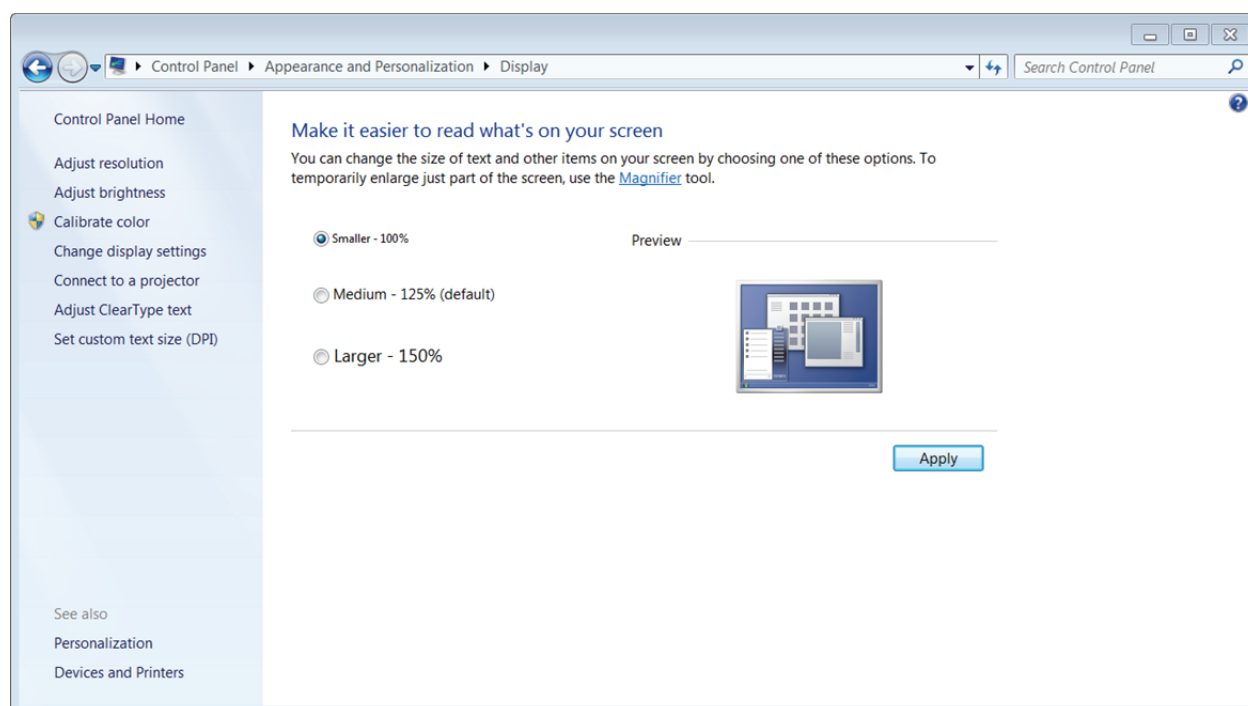 Control Panel Appearance and Personalization Display
Search Control Panel
Control Panel Home
Adjust resolution
Adjust brightness
Calibrate color
Change display settings
Connect to a projector
Adjust ClearType text
Set custom text size (DPI)
See also
Personalization
Devices and Printers
Make it easier to read what's on your screen
You can change the size of text and other items on your screen by choosing one of these options. To
temporarily enlarge just part of the screen, use the Magnifier tool.
Smaller - 100%
Preview
Medium - 125% (default)
Larger - 150%
Apply